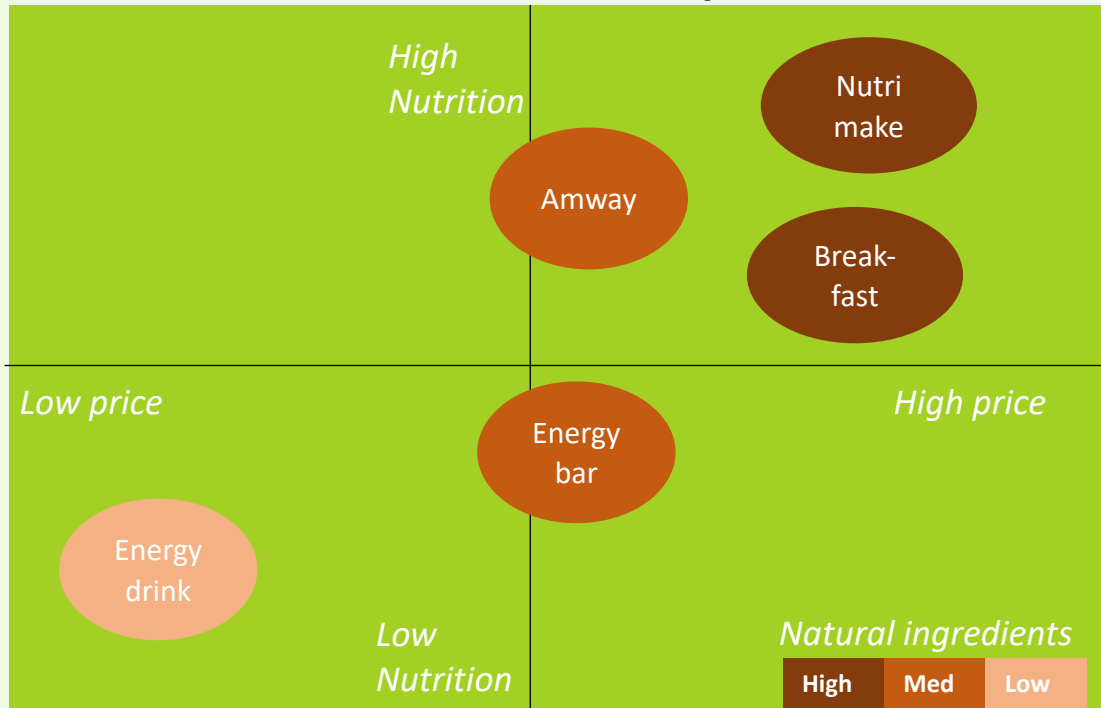 High
Nutrition
Nutri
make
Amway
Break-
fast
Low price
High price
Energy
bar
Energy
drink
Low
Nutrition
Natural ingredients
High Med Low